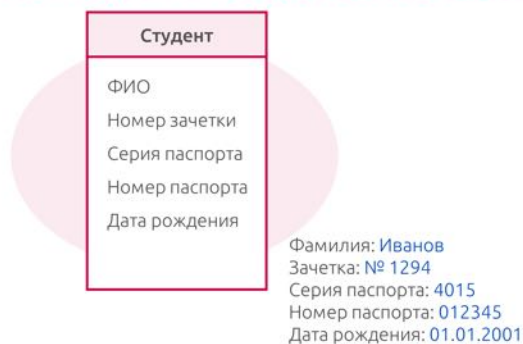 Студент
ФИО
Номер зачетки
Серия паспорта
Номер паспорта
Дата рождения
Фамилия: Иванов
Зачетка: № 1294
Серия паспорта: 4015
Номер паспорта: 012345
Дата рождения: 01.01.2001